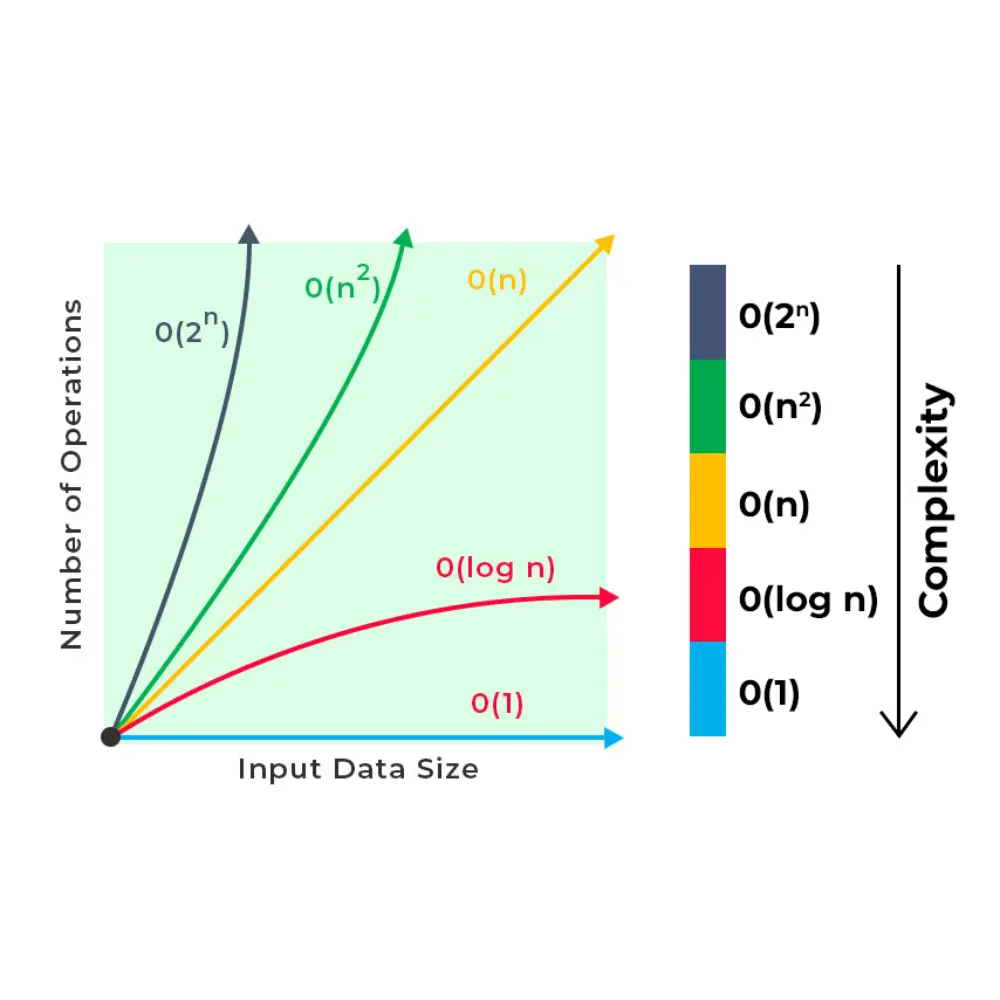 Number of Operations
0(2ⁿ)
0(n²)
0(n)
0(log n)
0(1)
Input Data Size
0(2ⁿ)
0(n²)
0(n)
0(log n)
0(1)
Complexity